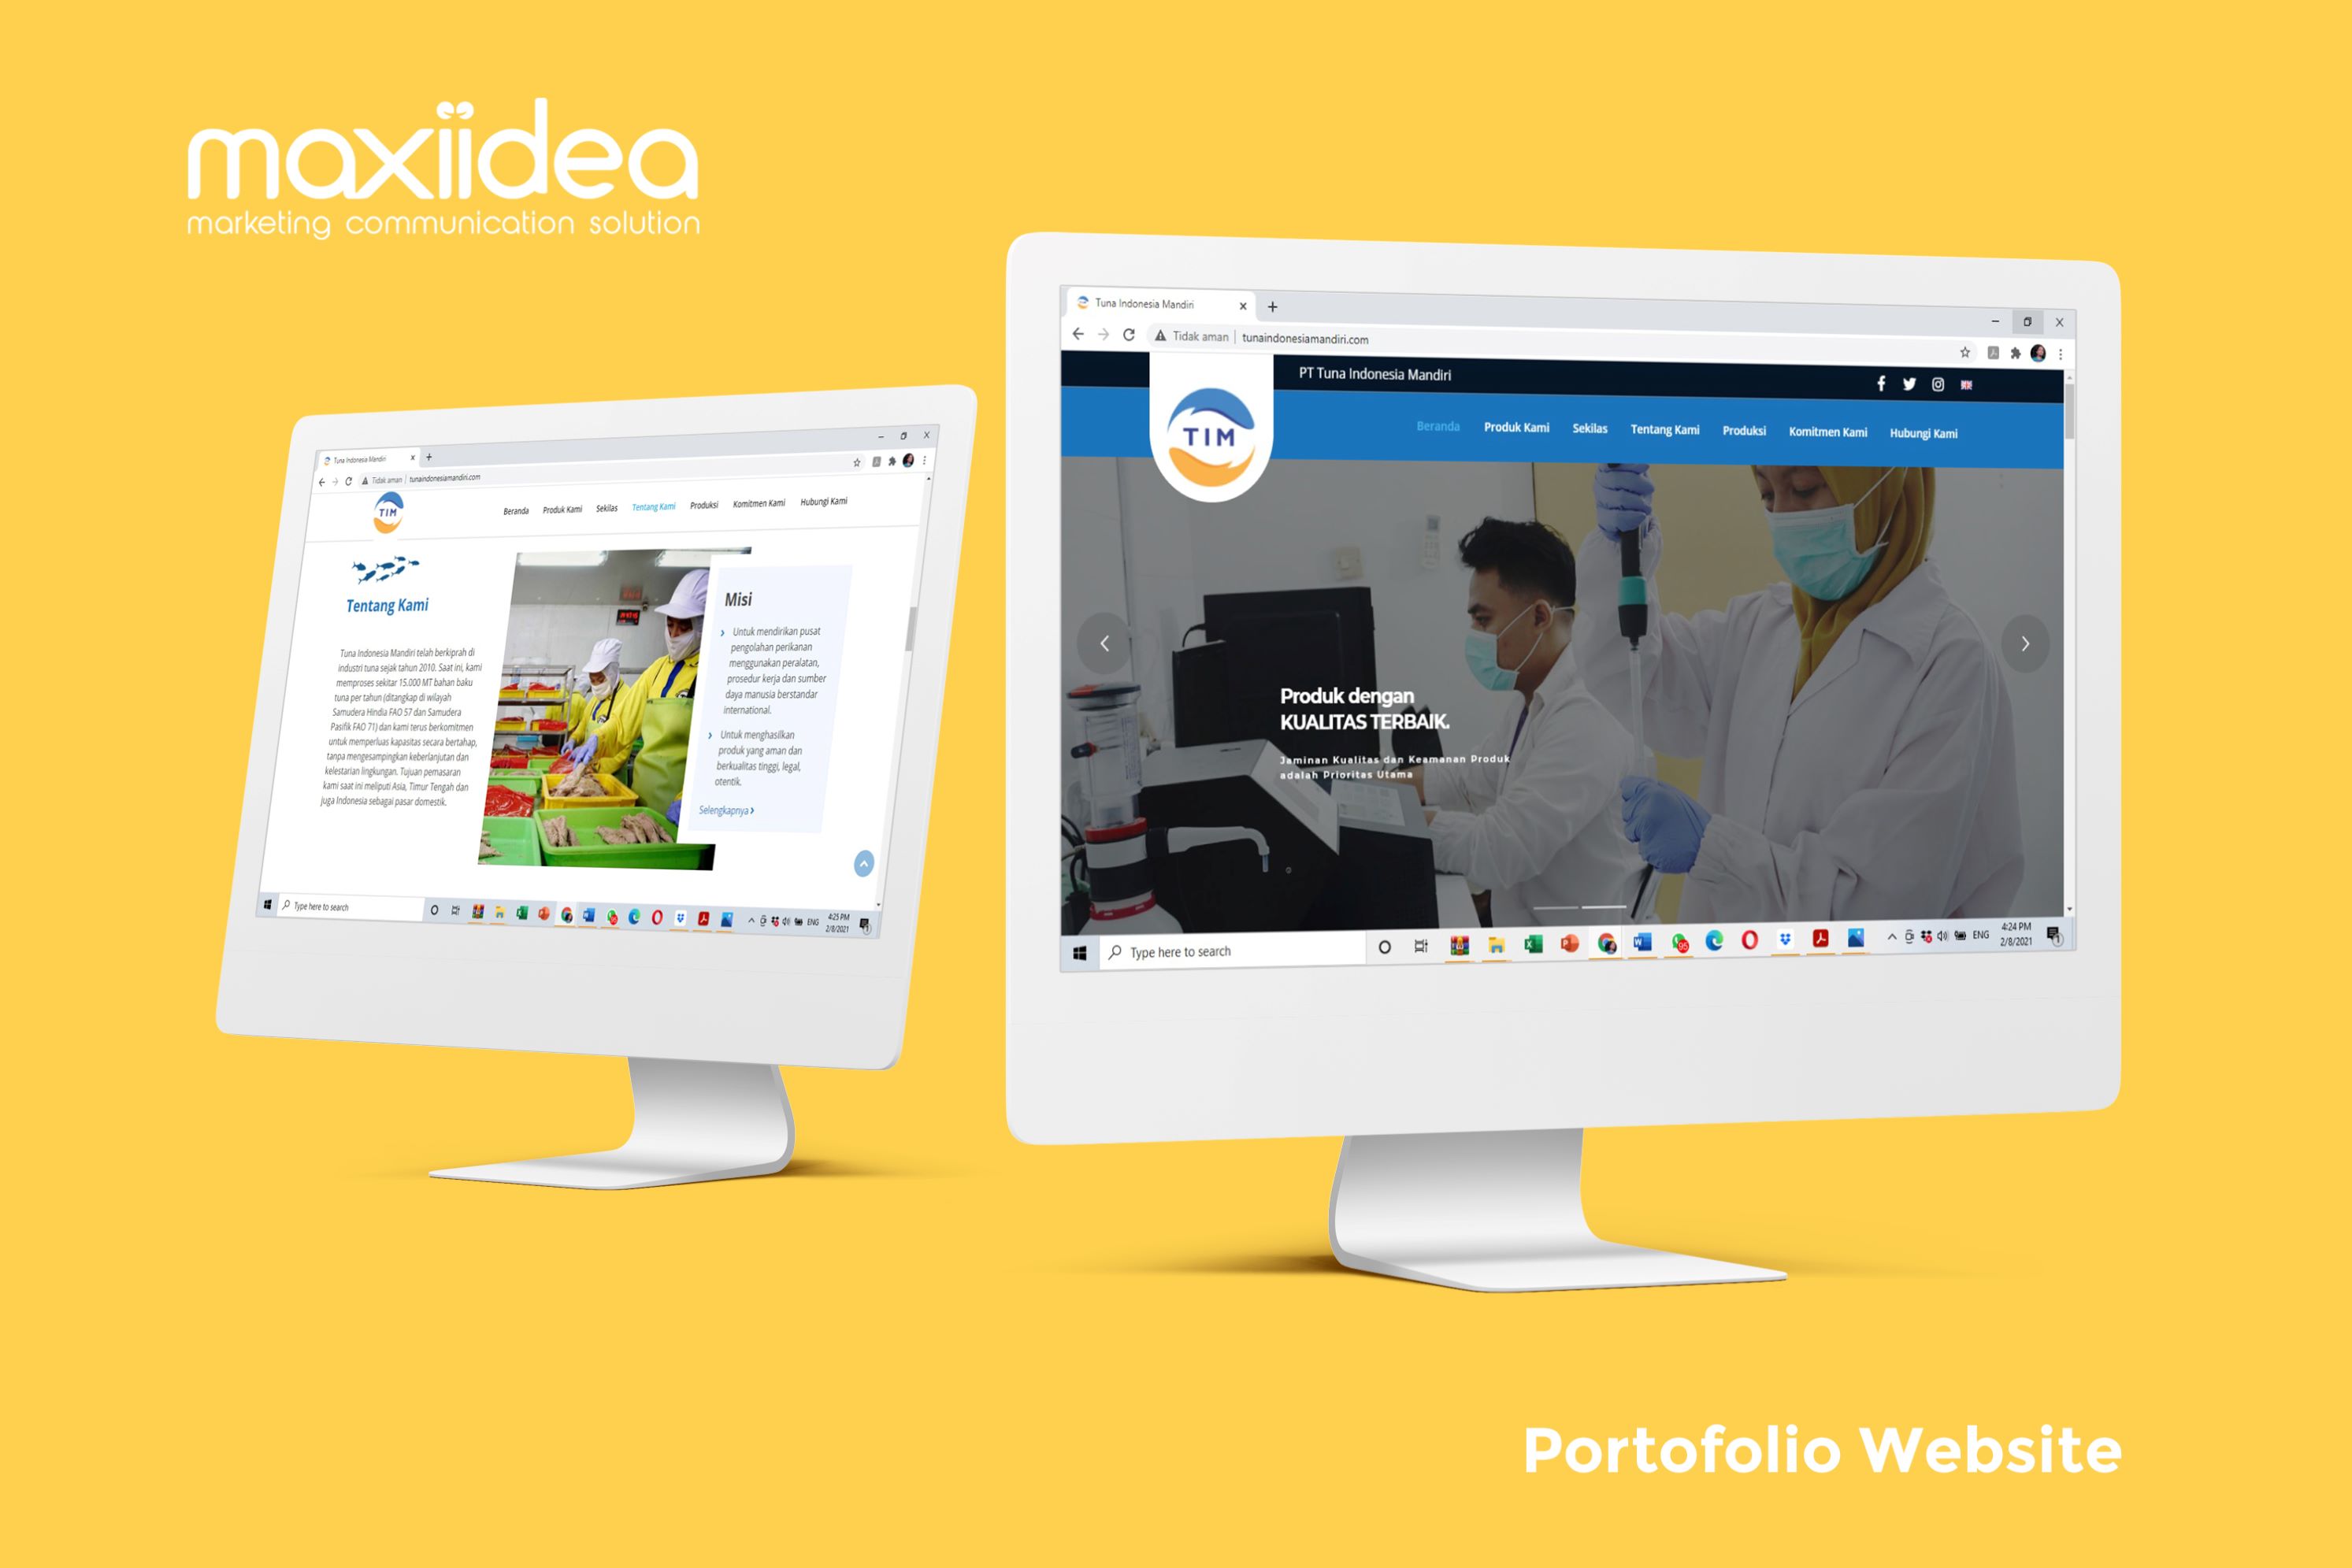 maxiidea
marketing communication solution
Tuna Indonesia Mandiri
Tidak aman | tunaindonesiamandiri.com
TIM
Beranda Produk Kami Sekilas Tentang Kami Produksi Komitmen Kami Hubungi Kami
Tentang Kami
Tuna Indonesia Mandiri telah berkiprah di
industri tuna sejak tahun 2010. Saat ini, kami
memproses sekitar 15.000 MT bahan baku
tuna per tahun (ditangkap di wilayah
Samudera Hindia FAO 57 dan Samudera
Pasifik FAO 71) dan kami terus berkomitmen
untuk memperluas kapasitas secara bertahap,
tanpa mengesampingkan keberlanjutan dan
kelestarian lingkungan. Tujuan pemasaran
kami saat ini meliputi Asia, Timur Tengah dan
juga Indonesia sebagai pasar domestik.
Misi
Untuk mendirikan pusat
pengolahan perikanan
menggunakan peralatan,
prosedur kerja dan sumber
daya manusia berstandar
international.
Untuk menghasilkan
produk yang aman dan
berkualitas tinggi, legal,
otentik.
Selengkapnya
Type here to search
ENG
4:25 PM
2/8/2021
Tuna Indonesia Mandiri
Tidak aman | tunaindonesiamandiri.com
PT Tuna Indonesia Mandiri
TIM
Beranda Produk Kami Sekilas Tentang Kami Produksi Komitmen Kami Hubungi Kami
Produk dengan
KUALITAS TERBAIK.
Jaminan Kualitas dan Keamanan Produk
adalah Prioritas Utama
Type here to search
95
ENG
4:24 PM
2/8/2021
Portofolio Website